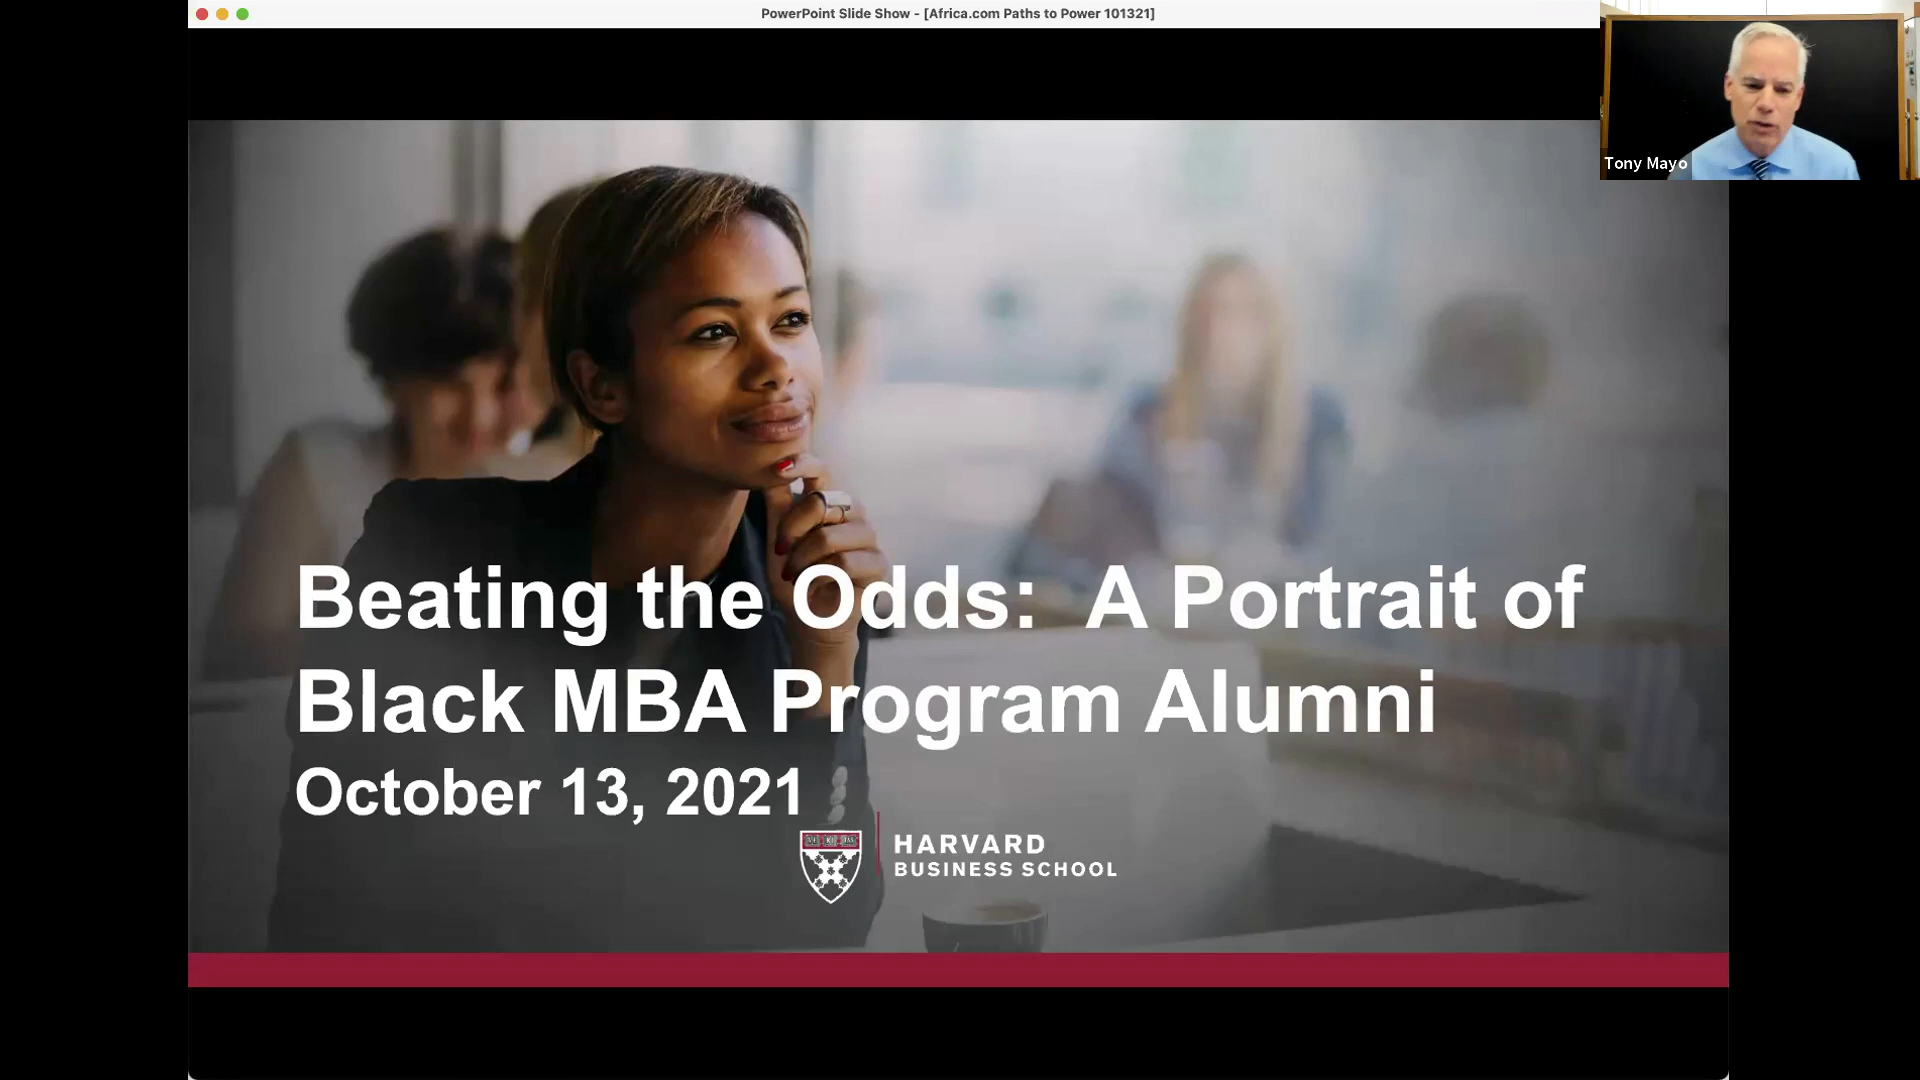 PowerPoint Slide Show - [Africa.com Paths to Power 101321]
Tony Mayo
Beating the Odds:  A Portrait of
Black MBA Program Alumni
October 13, 2021
HARVARD
BUSINESS SCHOOL